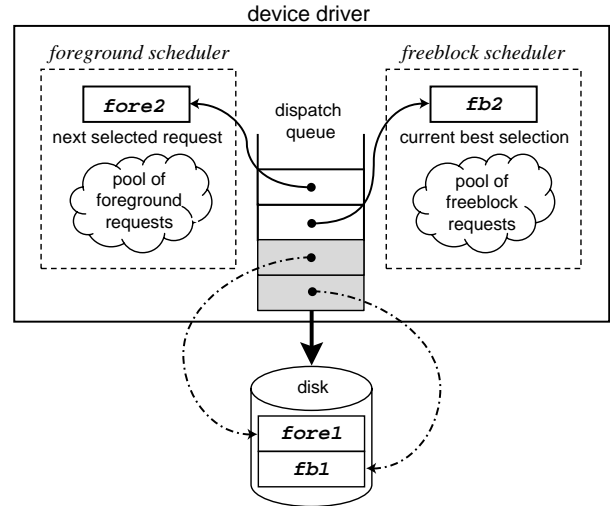 device driver
foreground scheduler
fore2
next selected request
pool of
foreground
requests
dispatch
queue
freeblock scheduler
fb2
current best selection
pool of
freeblock
requests
disk
fore1
fb1